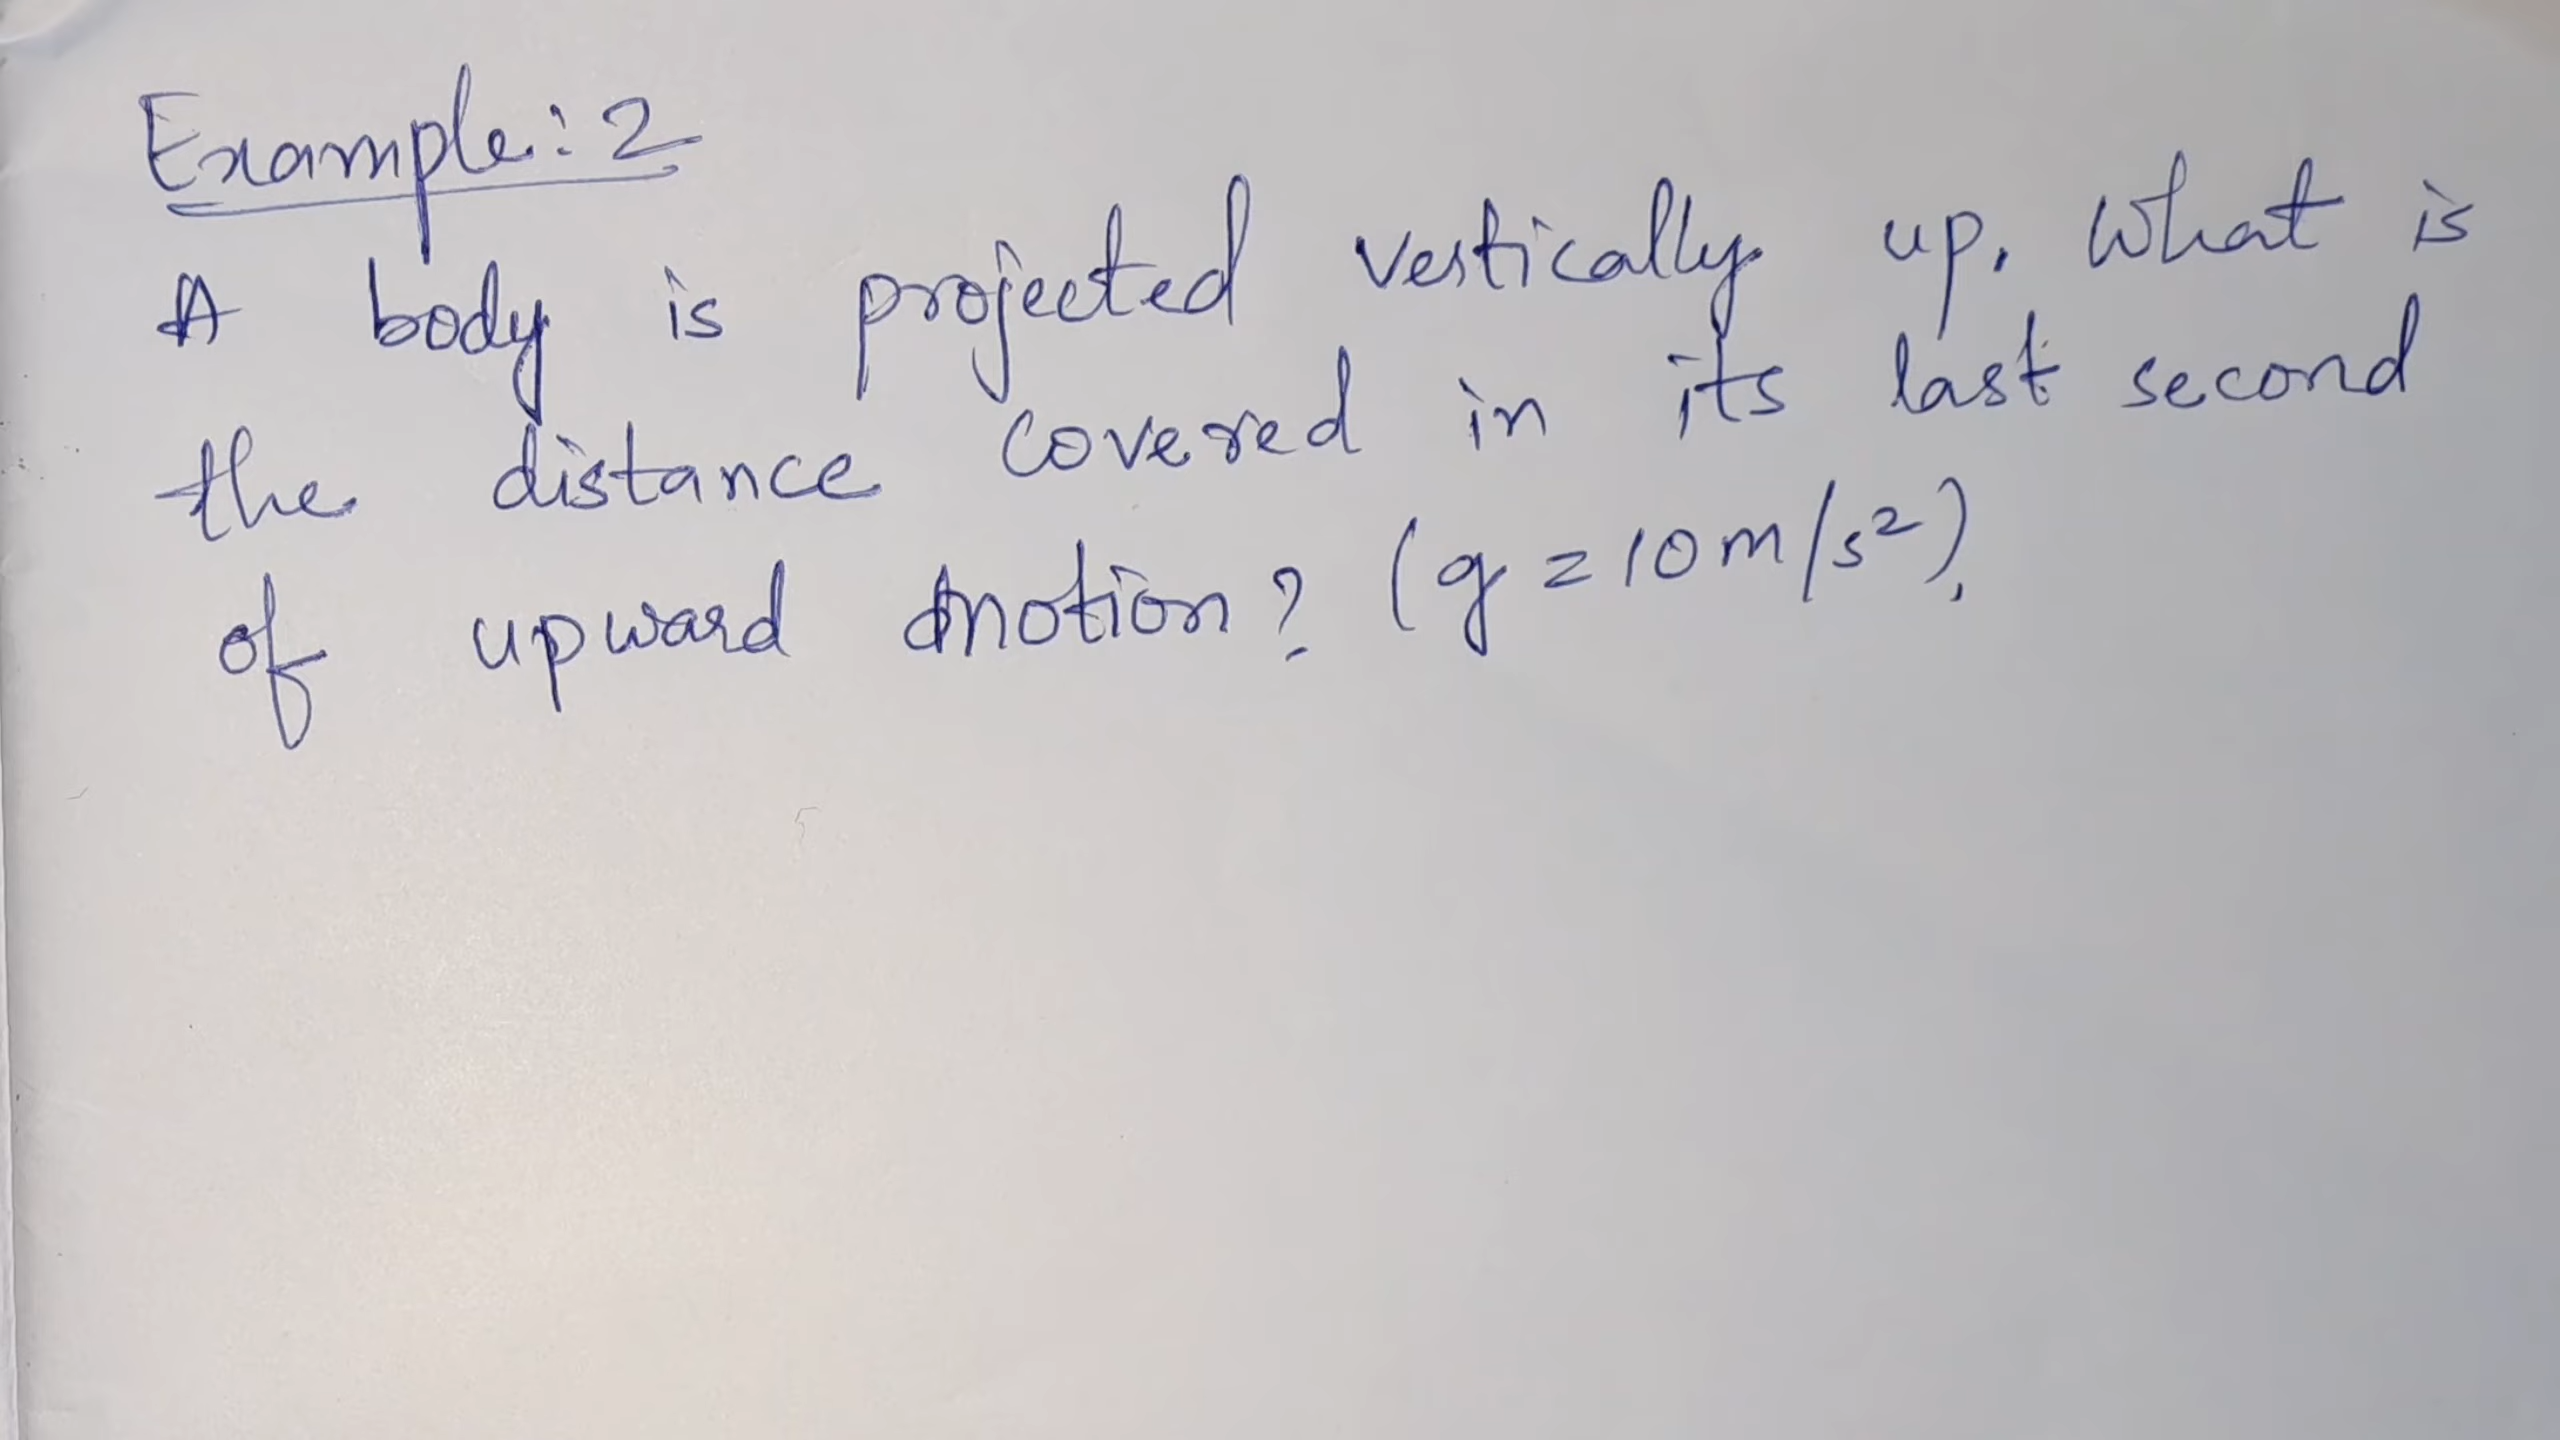 Example: 2
A body is projected vertically up. What is
the distance covered in its last second
of upward motion? (g = 10 m/s²).